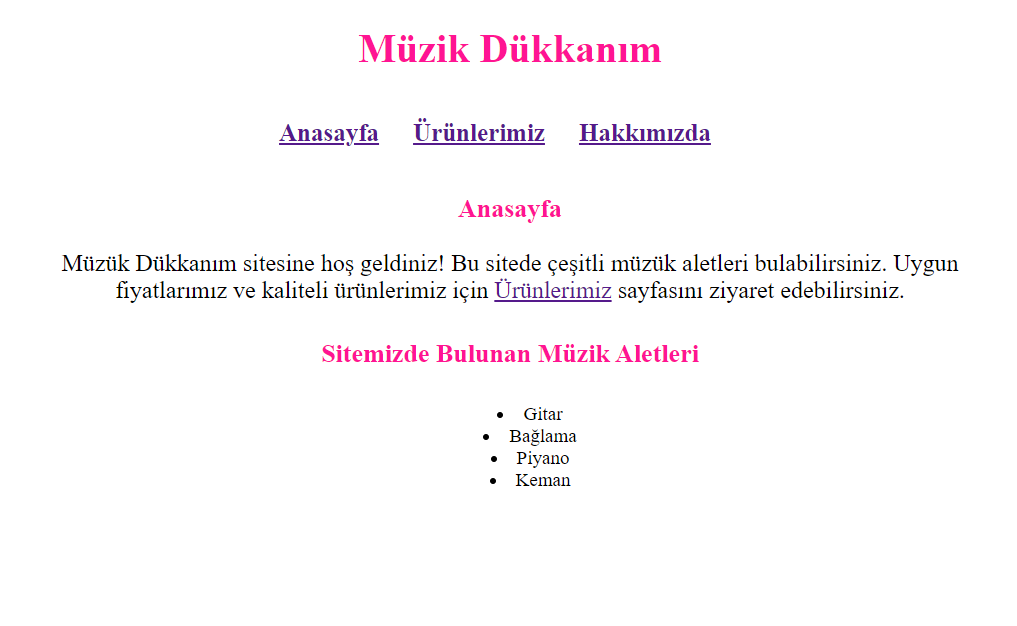 Müzik Dükkanım
Anasayfa Ürünlerimiz Hakkımızda
Anasayfa
Müzük Dükkanım sitesine hoş geldiniz! Bu sitede çeşitli müzük aletleri bulabilirsiniz. Uygun
fiyatlarımız ve kaliteli ürünlerimiz için Ürünlerimiz sayfasını ziyaret edebilirsiniz.
Sitemizde Bulunan Müzik Aletleri
• Gitar
• Bağlama
• Piyano
• Keman